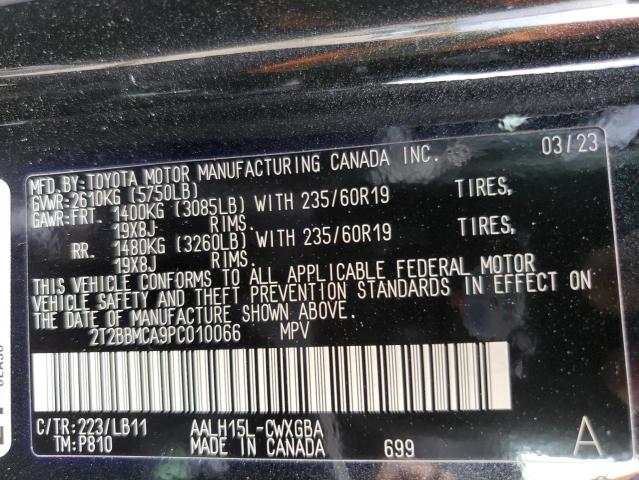 MFD.BY:TOYOTA MOTOR MANUFACTURING CANADA INC. 03/23
GVWR:2610KG (5750LB)
GAWR:FRT. 1400KG (3085LB) WITH 235/60R19 TIRES,
19X8J RIMS.
RR. 1480KG (3260LB) WITH 235/60R19 TIRES,
19X8J RIMS.
THIS VEHICLE CONFORMS TO ALL APPLICABLE FEDERAL MOTOR
VEHICLE SAFETY AND THEFT PREVENTION STANDARDS IN EFFECT ON
THE DATE OF MANUFACTURE SHOWN ABOVE.
2T2BBMCA9PC010066 MPV
C/TR:223/LB11 AALH15L-CWXGBA
TM:P810 MADE IN CANADA 699 A